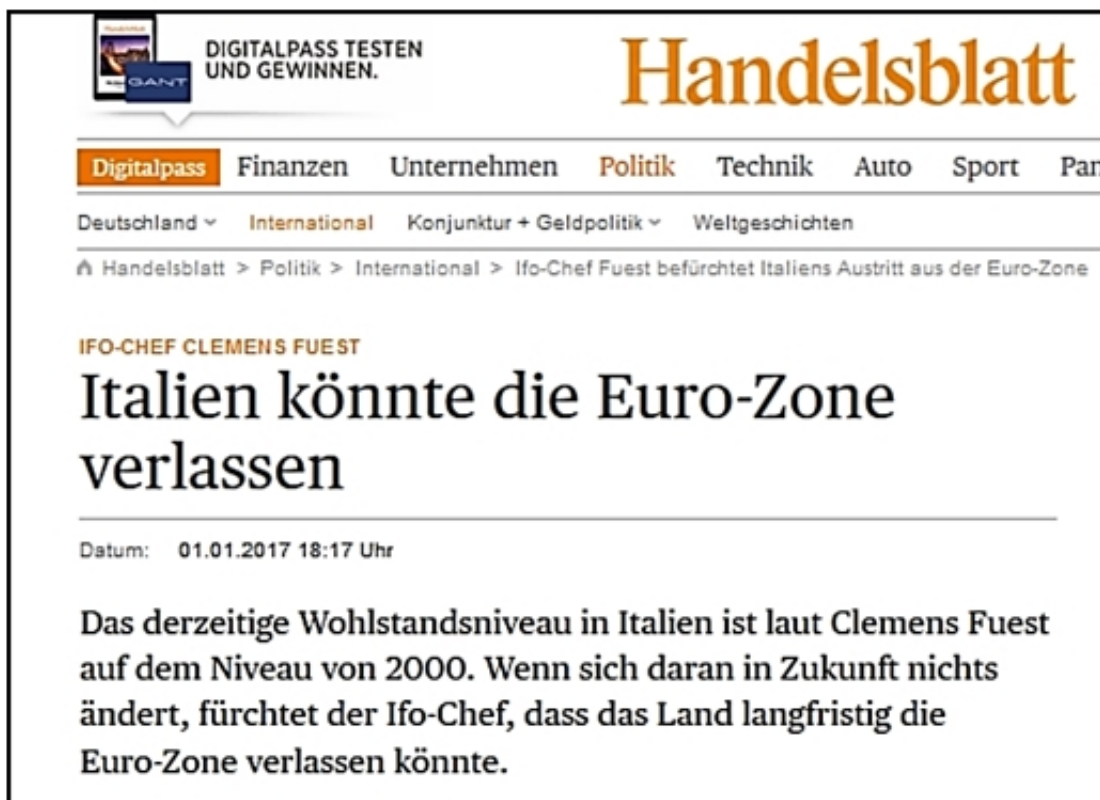 DIGITALPASS TESTEN
UND GEWINNEN.
GANT
Handelsblatt
Digitalpass Finanzen Unternehmen Politik Technik Auto Sport Pan
Deutschland International Konjunktur + Geldpolitik Weltgeschichten
Handelsblatt > Politik > International > Ifo-Chef Fuest befürchtet Italiens Austritt aus der Euro-Zone
IFO-CHEF CLEMENS FUEST
Italien könnte die Euro-Zone
verlassen
Datum: 01.01.2017 18:17 Uhr
Das derzeitige Wohlstandsniveau in Italien ist laut Clemens Fuest
auf dem Niveau von 2000. Wenn sich daran in Zukunft nichts
ändert, fürchtet der Ifo-Chef, dass das Land langfristig die
Euro-Zone verlassen könnte.